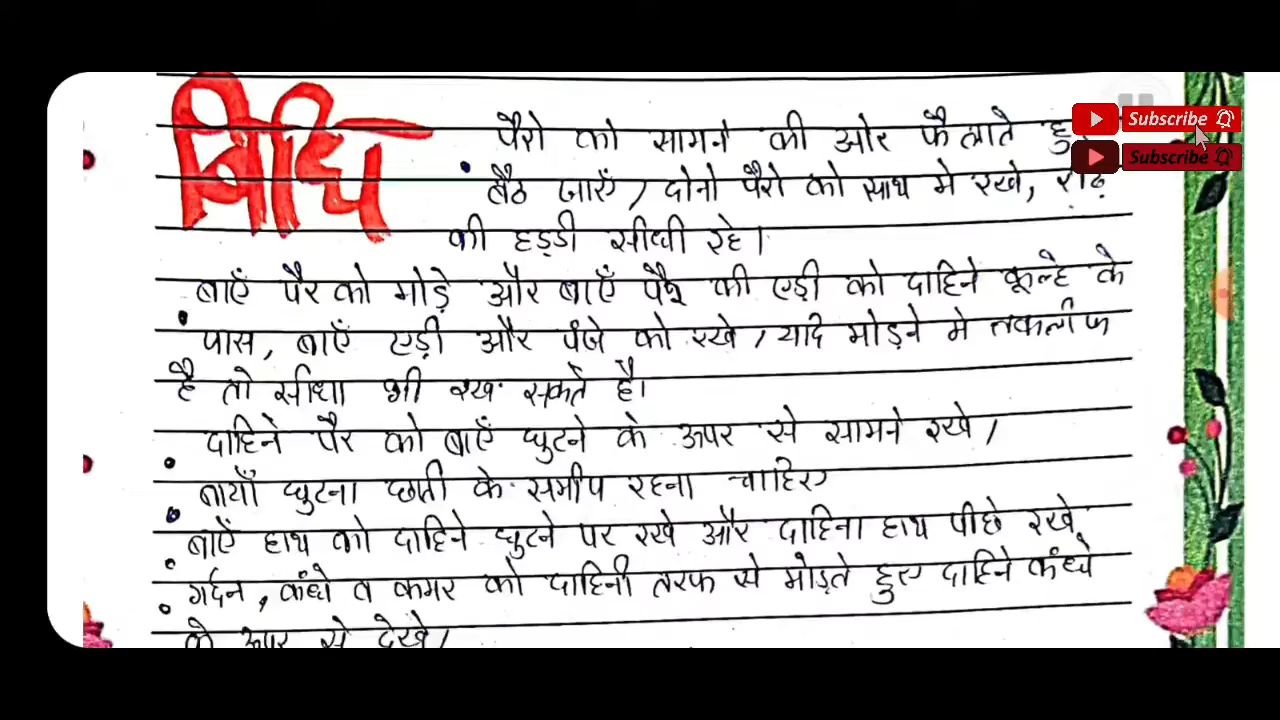 विधि
पैरो को सामने की ओर फैलाते
Subscribe
बैठ जाएँ / दोनो पैरो को साथ मे रखे, रीढ़
Subscribe
की हड्डी सीधी रहे।
बाएँ पैर को मोड़े और बाएँ पैर की एड़ी को दाहिने कूल्हे के
पास, बाएँ एड़ी और पंजे को रखे / यदि मोड़ने मे तकलीफ
है तो सीधा भी रख सकते है।
दाहिने पैर को बाएँ घुटने के ऊपर से सामने रखे /
बायाँ घुटना छाती के समीप रहना चाहिए
बाएँ हाथ को दाहिने घुटने पर रखे और दाहिना हाथ पीछे रखे,
गर्दन, कंधे व कमर को दाहिनी तरफ से मोड़ते हुए दाहिने कंधे
के ऊपर से देखे /